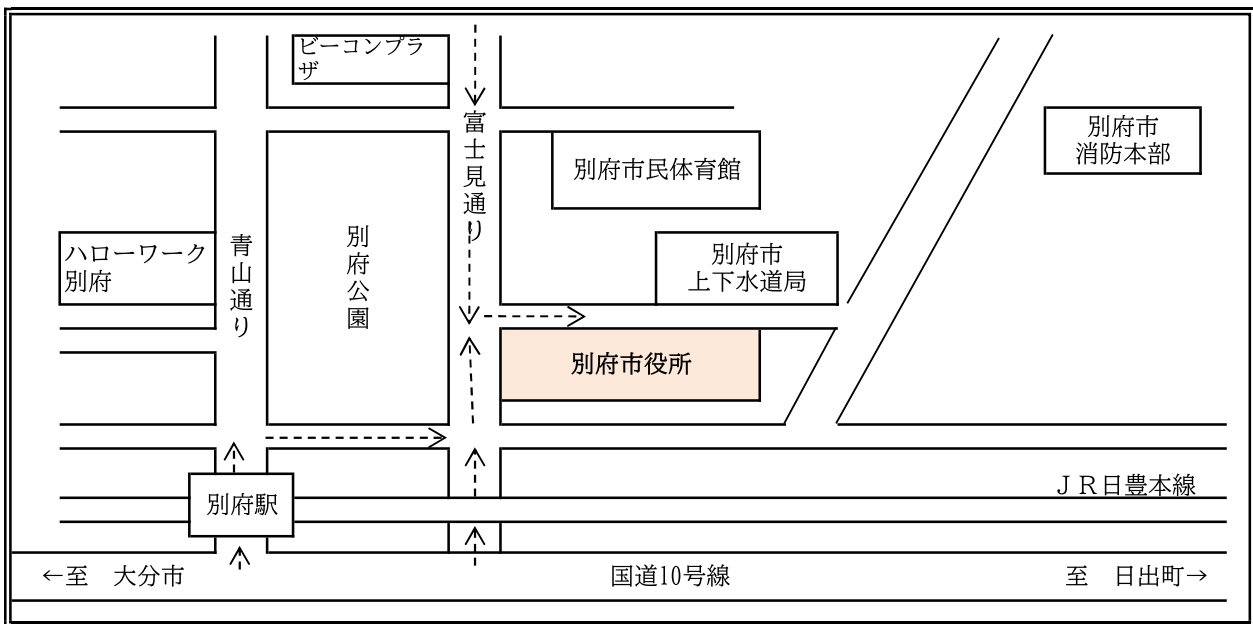 ビーコンプラ
ザ
富士見通り
別府市
消防本部
別府市民体育館
ハローワーク
別府
青山通り
別府公園
別府市
上下水道局
別府市役所
別府駅
ＪＲ日豊本線
←至　大分市
国道10号線
至　日出町→